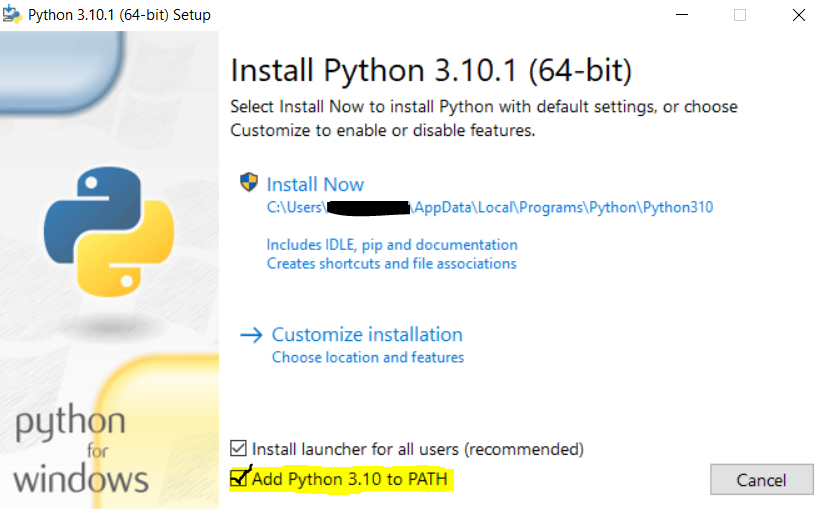 Python 3.10.1 (64-bit) Setup
Install Python 3.10.1 (64-bit)
Select Install Now to install Python with default settings, or choose
Customize to enable or disable features.
Install Now
C:\Users\ \AppData\Local\Programs\Python\Python310
Includes IDLE, pip and documentation
Creates shortcuts and file associations
Customize installation
Choose location and features
python
for
windows
Install launcher for all users (recommended)
Add Python 3.10 to PATH
Cancel